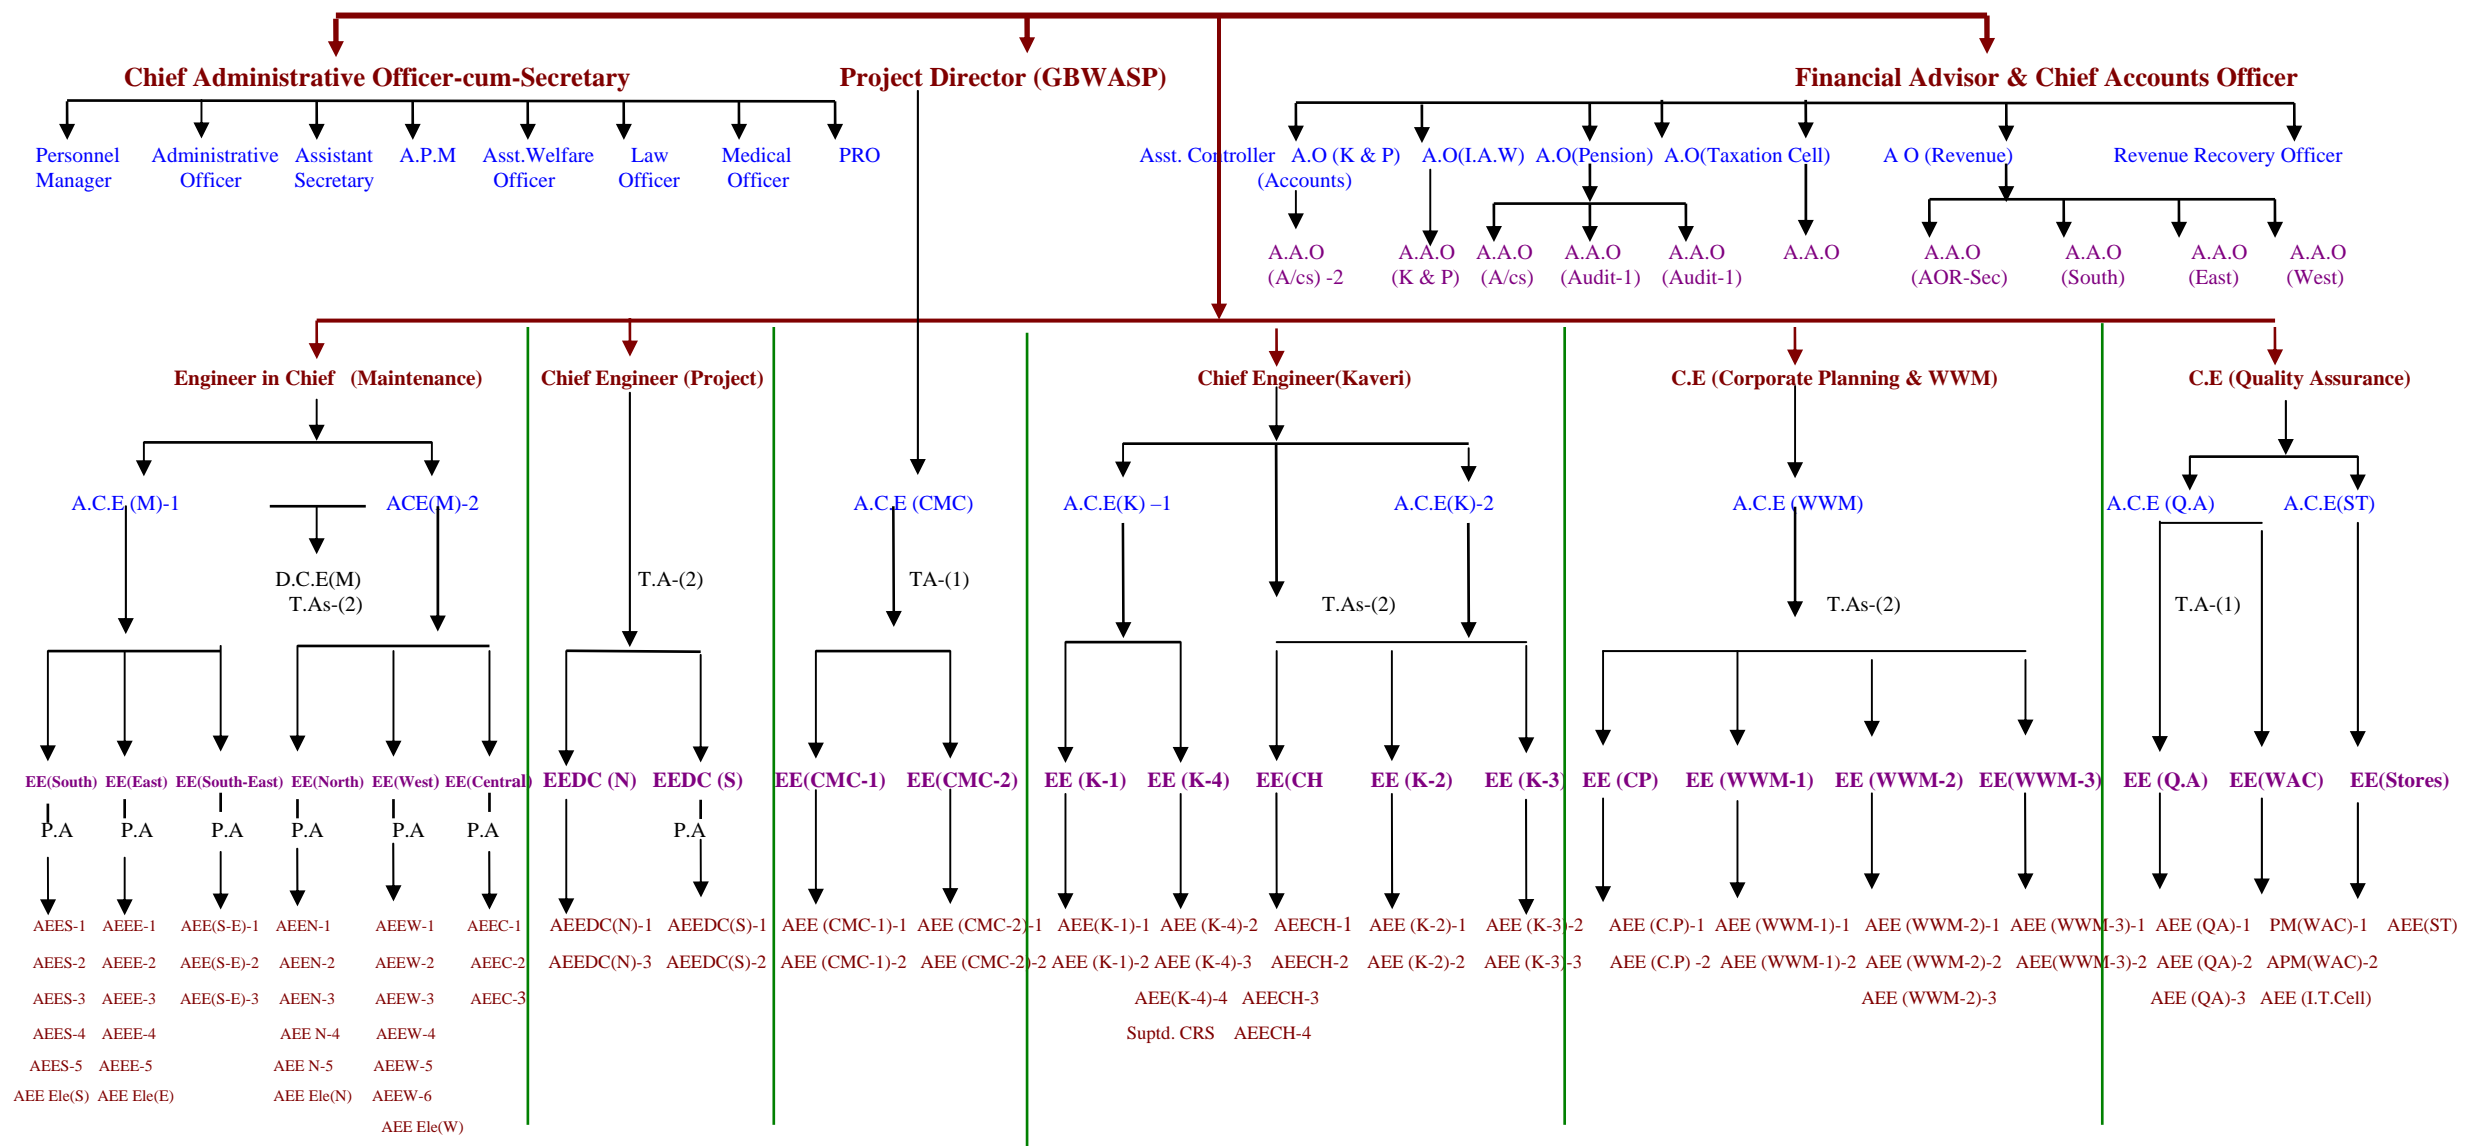 Chief Administrative Officer-cum-Secretary Project Director (GBWASP) Financial Advisor & Chief Accounts Officer
Personnel Administrative Assistant A.P.M Asst.Welfare Law Medical PRO Asst. Controller A.O (K & P) A.O(I.A.W) A.O(Pension) A.O(Taxation Cell) A O (Revenue) Revenue Recovery Officer
Manager Officer Secretary Officer Officer Officer (Accounts)
A.A.O A.A.O A.A.O A.A.O A.A.O A.A.O A.A.O A.A.O A.A.O A.A.O
(A/cs) -2 (K & P) (A/cs) (Audit-1) (Audit-1) (AOR-Sec) (South) (East) (West)
Engineer in Chief (Maintenance) Chief Engineer (Project) Chief Engineer(Kaveri) C.E (Corporate Planning & WWM) C.E (Quality Assurance)
A.C.E (M)-1 ACE(M)-2 A.C.E (CMC) A.C.E(K) –1 A.C.E(K)-2 A.C.E (WWM) A.C.E (Q.A) A.C.E(ST)
D.C.E(M) T.A-(2) TA-(1)
T.As-(2) T.As-(2) T.As-(2) T.A-(1)
EE(South) EE(East) EE(South-East) EE(North) EE(West) EE(Central) EEDC (N) EEDC (S) EE(CMC-1) EE(CMC-2) EE (K-1) EE (K-4) EE(CH EE (K-2) EE (K-3) EE (CP) EE (WWM-1) EE (WWM-2) EE(WWM-3) EE (Q.A) EE(WAC) EE(Stores)
P.A P.A P.A P.A P.A P.A P.A
AEES-1 AEEE-1 AEE(S-E)-1 AEEN-1 AEEW-1 AEEC-1 AEEDC(N)-1 AEEDC(S)-1 AEE (CMC-1)-1 AEE (CMC-2)-1 AEE(K-1)-1 AEE (K-4)-2 AEECH-1 AEE (K-2)-1 AEE (K-3)-2 AEE (C.P)-1 AEE (WWM-1)-1 AEE (WWM-2)-1 AEE (WWM-3)-1 AEE (QA)-1 PM(WAC)-1 AEE(ST)
AEES-2 AEEE-2 AEE(S-E)-2 AEEN-2 AEEW-2 AEEC-2 AEEDC(N)-3 AEEDC(S)-2 AEE (CMC-1)-2 AEE (CMC-2)-2 AEE (K-1)-2 AEE (K-4)-3 AEECH-2 AEE (K-2)-2 AEE (K-3)-3 AEE (C.P) -2 AEE (WWM-1)-2 AEE (WWM-2)-2 AEE(WWM-3)-2 AEE (QA)-2 APM(WAC)-2
AEES-3 AEEE-3 AEE(S-E)-3 AEEN-3 AEEW-3 AEEC-3 AEE(K-4)-4 AEECH-3 AEE (WWM-2)-3 AEE (QA)-3 AEE (I.T.Cell)
AEES-4 AEEE-4 AEE N-4 AEEW-4 Suptd. CRS AEECH-4
AEES-5 AEEE-5 AEE N-5 AEEW-5
AEE Ele(S) AEE Ele(E) AEE Ele(N) AEEW-6
AEE Ele(W)